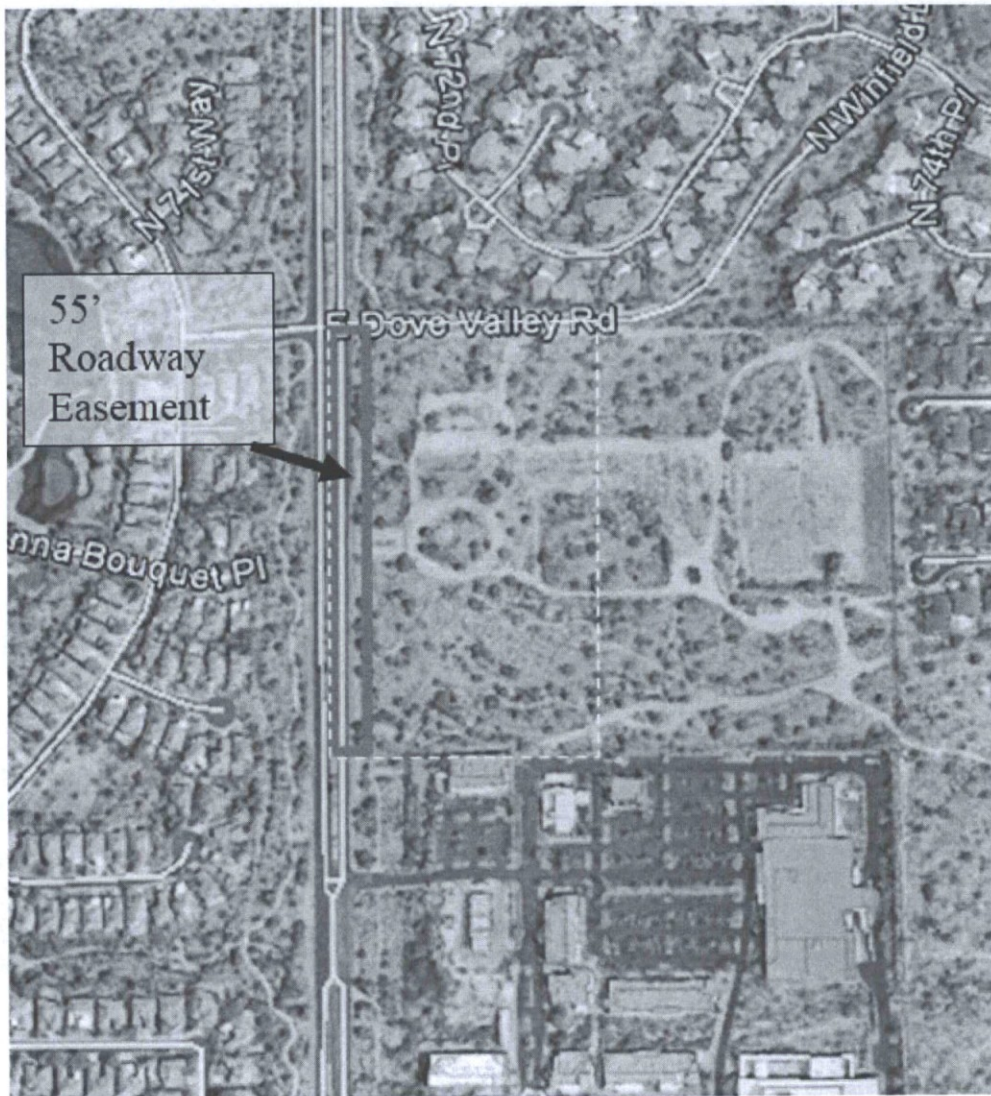 N 72nd Pl
N Winfield
N 71st Way
N 74th Pl
55'
Roadway
Easement
E Dove Valley Rd
nna Bouquet Pl